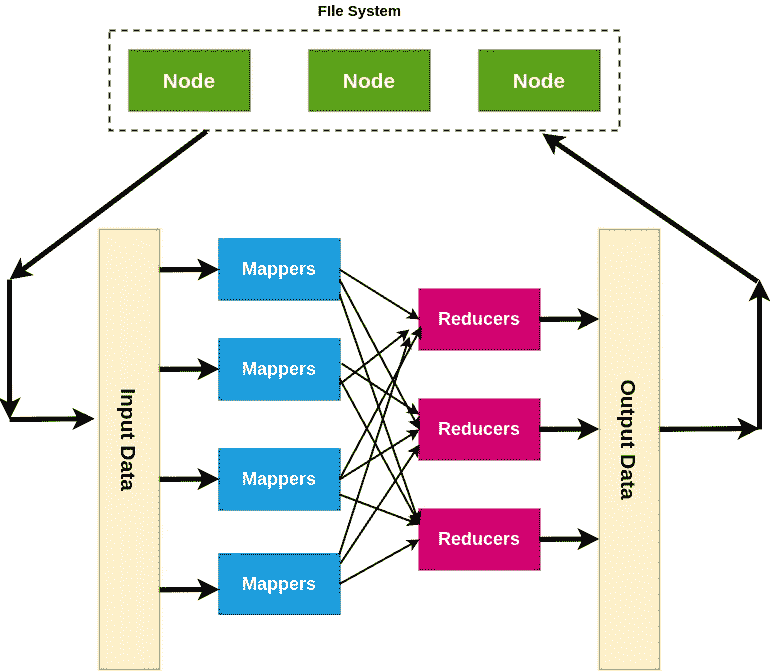 FIle System
Node
Node
Node
Input Data
Mappers
Mappers
Mappers
Mappers
Reducers
Reducers
Reducers
Output Data